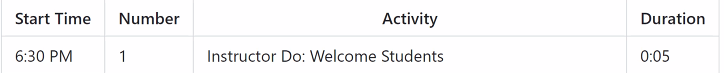 Start Time Number Activity Duration
6:30 PM 1 Instructor Do: Welcome Students 0:05